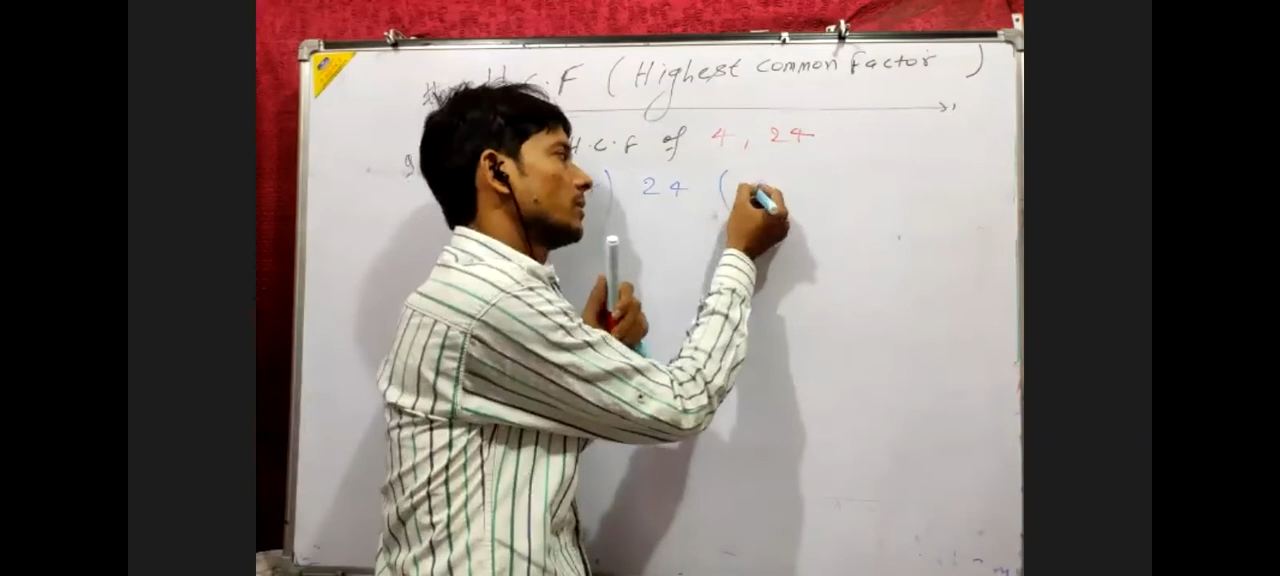 H.C.F (Highest common factor)
H.C.F of 4, 24
) 24 (